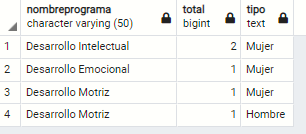 nombreprograma total tipo
character varying (50) bigint text
1 Desarrollo Intelectual 2 Mujer
2 Desarrollo Emocional 1 Mujer
3 Desarrollo Motriz 1 Mujer
4 Desarrollo Motriz 1 Hombre